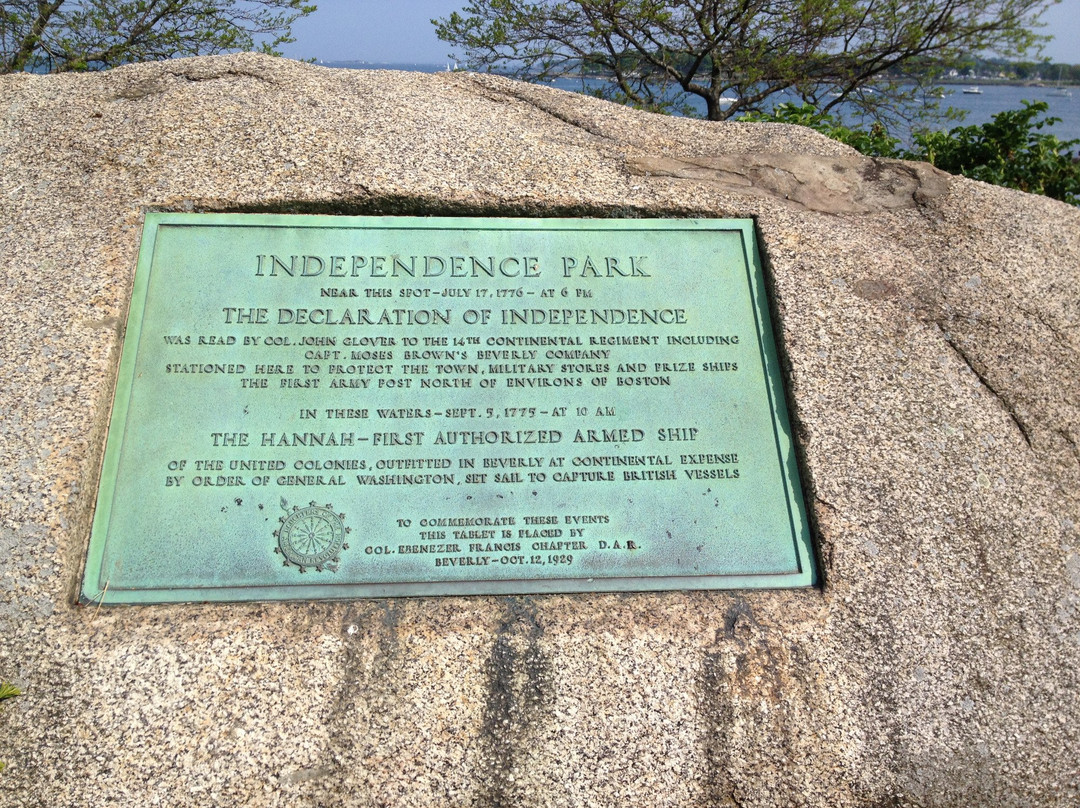 INDEPENDENCE PARK
NEAR THIS SPOT-JULY 17, 1776-AT 6 PM
THE DECLARATION OF INDEPENDENCE
WAS READ BY COL. JOHN GLOVER TO THE 14TH CONTINENTAL REGIMENT INCLUDING
CAPT. MOSES BROWN'S BEVERLY COMPANY
STATIONED HERE TO PROTECT THE TOWN, MILITARY STORES AND PRIZE SHIPS
THE FIRST ARMY POST NORTH OF ENVIRONS OF BOSTON
IN THESE WATERS-SEPT. 5, 1775-AT 10 AM
THE HANNAH-FIRST AUTHORIZED ARMED SHIP
OF THE UNITED COLONIES, OUTFITTED IN BEVERLY AT CONTINENTAL EXPENSE
BY ORDER OF GENERAL WASHINGTON, SET SAIL TO CAPTURE BRITISH VESSELS
TO COMMEMORATE THESE EVENTS
THIS TABLET IS PLACED BY
COL. EBENEZER FRANCIS CHAPTER D.A.R.
BEVERLY-OCT. 12, 1929